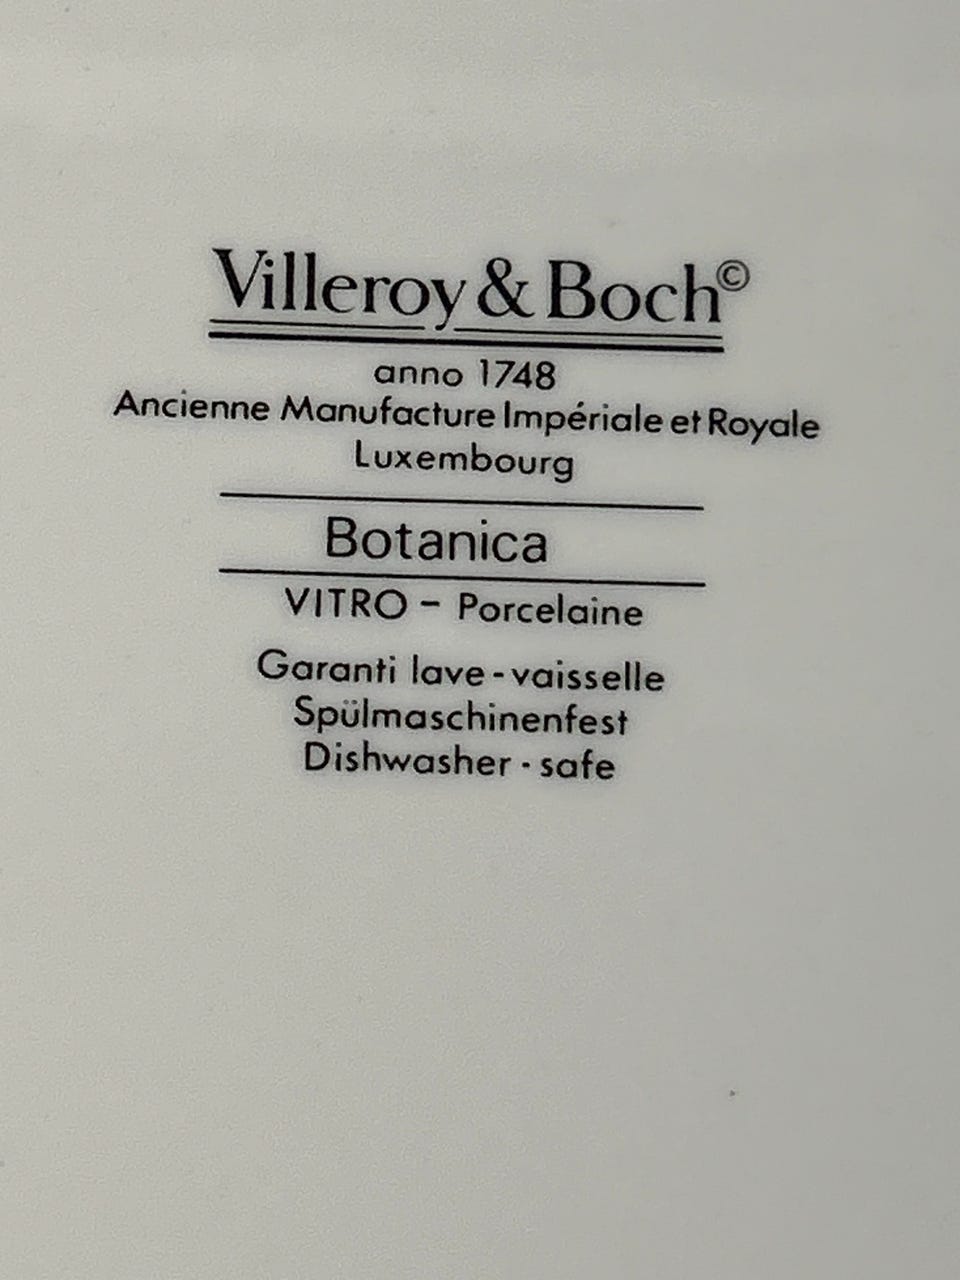 Villeroy & Boch©
anno 1748
Ancienne Manufacture Impériale et Royale
Luxembourg
Botanica
VITRO - Porcelaine
Garanti lave-vaisselle
Spülmaschinenfest
Dishwasher · safe